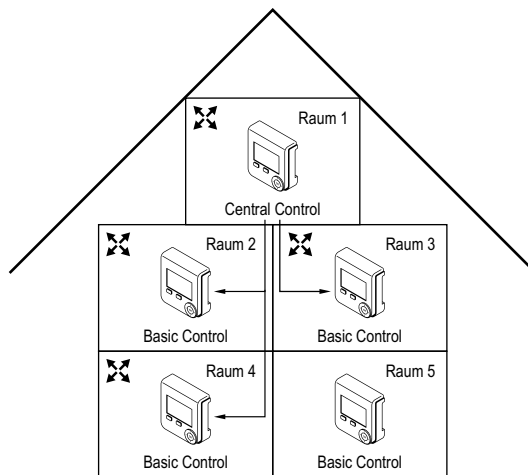 Raum 1
Central Control
Raum 2
Raum 3
Basic Control
Basic Control
Raum 4
Raum 5
Basic Control
Basic Control